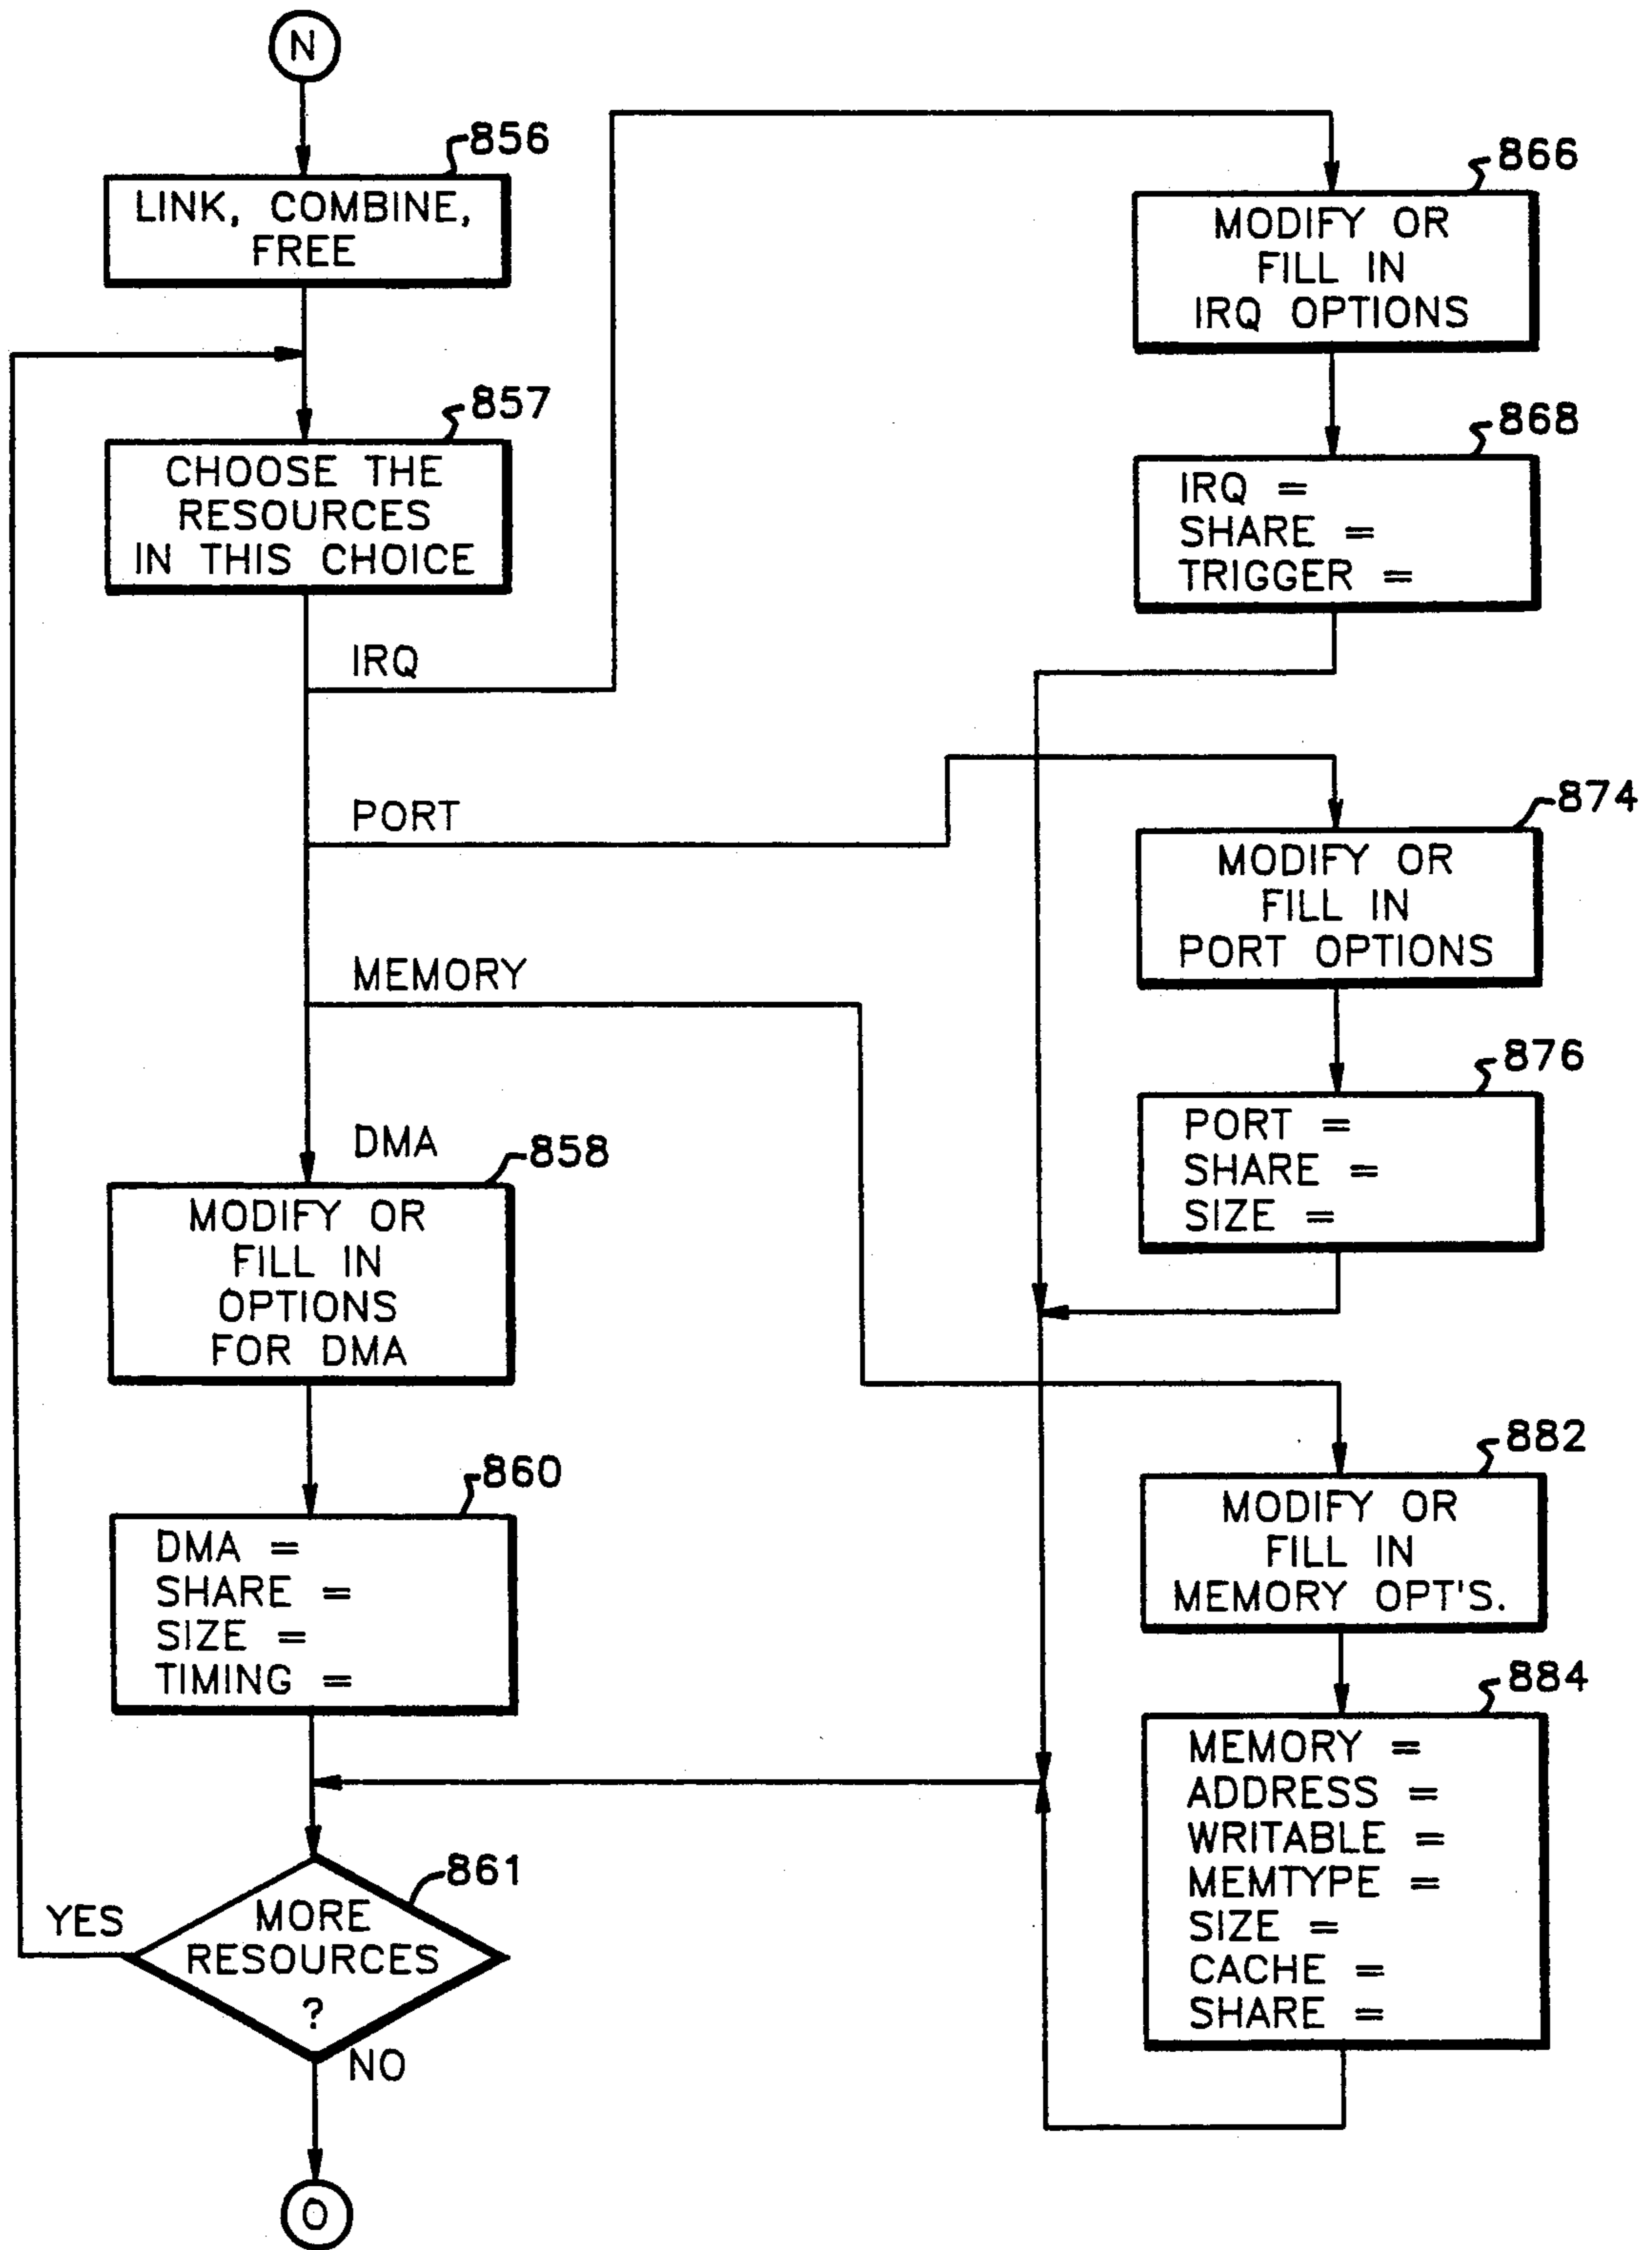 N
856
LINK, COMBINE,
FREE
857
CHOOSE THE
RESOURCES
IN THIS CHOICE
IRQ
PORT
MEMORY
DMA
858
MODIFY OR
FILL IN
OPTIONS
FOR DMA
860
DMA =
SHARE =
SIZE =
TIMING =
861
MORE
RESOURCES
?
YES
NO
O
866
MODIFY OR
FILL IN
IRQ OPTIONS
868
IRQ =
SHARE =
TRIGGER =
874
MODIFY OR
FILL IN
PORT OPTIONS
876
PORT =
SHARE =
SIZE =
882
MODIFY OR
FILL IN
MEMORY OPT'S.
884
MEMORY =
ADDRESS =
WRITABLE =
MEMTYPE =
SIZE =
CACHE =
SHARE =